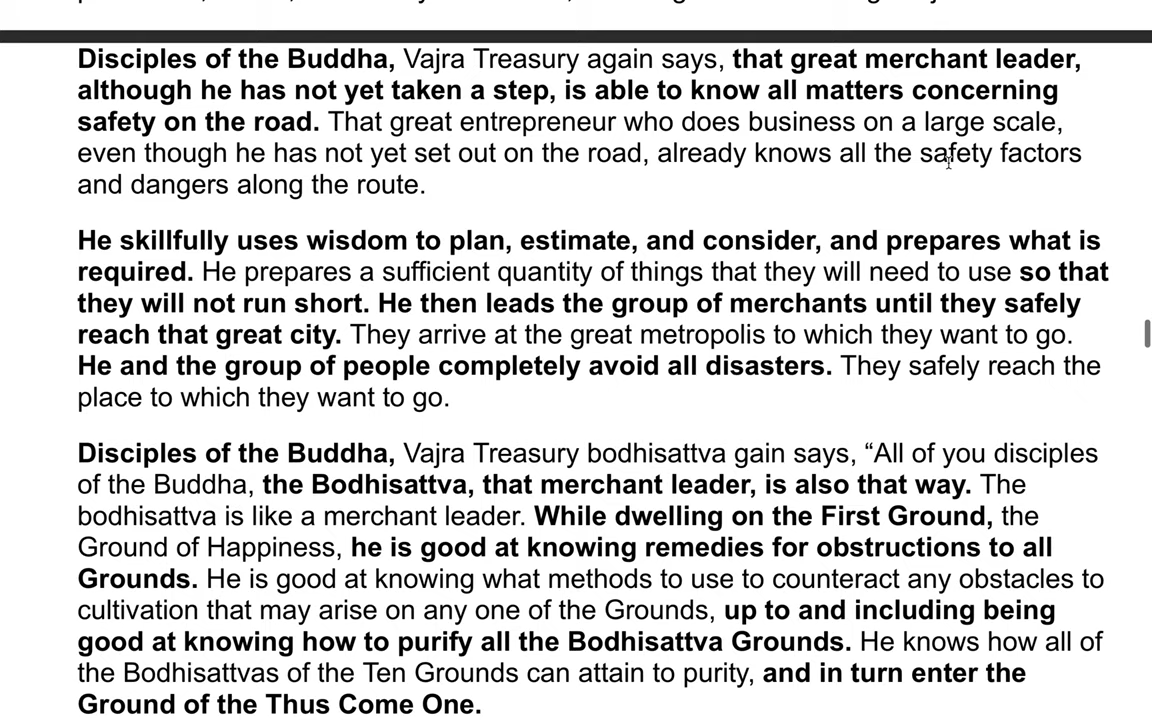 Disciples of the Buddha, Vajra Treasury again says, that great merchant leader,
although he has not yet taken a step, is able to know all matters concerning
safety on the road. That great entrepreneur who does business on a large scale,
even though he has not yet set out on the road, already knows all the safety factors
and dangers along the route.
He skillfully uses wisdom to plan, estimate, and consider, and prepares what is
required. He prepares a sufficient quantity of things that they will need to use so that
they will not run short. He then leads the group of merchants until they safely
reach that great city. They arrive at the great metropolis to which they want to go.
He and the group of people completely avoid all disasters. They safely reach the
place to which they want to go.
Disciples of the Buddha, Vajra Treasury bodhisattva gain says, “All of you disciples
of the Buddha, the Bodhisattva, that merchant leader, is also that way. The
bodhisattva is like a merchant leader. While dwelling on the First Ground, the
Ground of Happiness, he is good at knowing remedies for obstructions to all
Grounds. He is good at knowing what methods to use to counteract any obstacles to
cultivation that may arise on any one of the Grounds, up to and including being
good at knowing how to purify all the Bodhisattva Grounds. He knows how all of
the Bodhisattvas of the Ten Grounds can attain to purity, and in turn enter the
Ground of the Thus Come One.